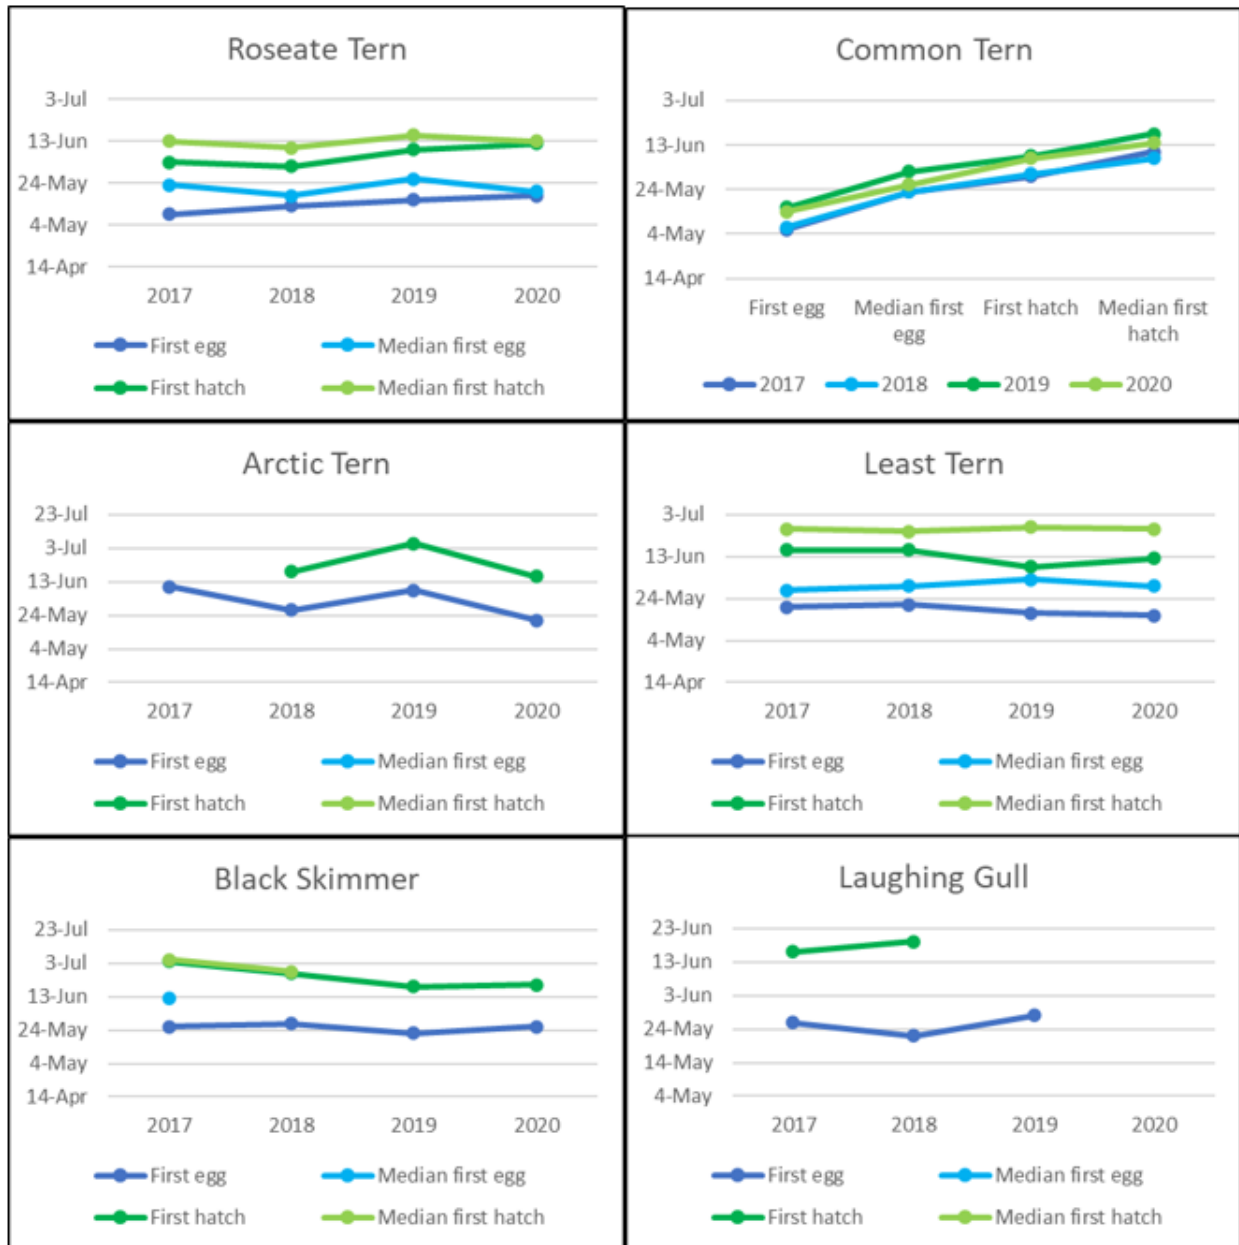 Roseate Tern
3-Jul
13-Jun
24-May
4-May
14-Apr
2017 2018 2019 2020
First egg Median first egg
First hatch Median first hatch
Common Tern
3-Jul
13-Jun
24-May
4-May
14-Apr
First egg Median first First hatch Median first
egg hatch
2017 2018 2019 2020
Arctic Tern
23-Jul
3-Jul
13-Jun
24-May
4-May
14-Apr
2017 2018 2019 2020
First egg Median first egg
First hatch Median first hatch
Least Tern
3-Jul
13-Jun
24-May
4-May
14-Apr
2017 2018 2019 2020
First egg Median first egg
First hatch Median first hatch
Black Skimmer
23-Jul
3-Jul
13-Jun
24-May
4-May
14-Apr
2017 2018 2019 2020
First egg Median first egg
First hatch Median first hatch
Laughing Gull
23-Jun
13-Jun
3-Jun
24-May
14-May
4-May
2017 2018 2019 2020
First egg Median first egg
First hatch Median first hatch